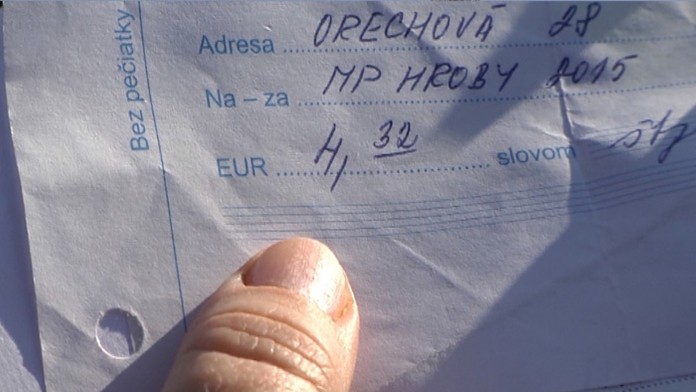 Bez pečiatky
Adresa ORECHOVÁ 28
Na – za MP HROBY 2015
EUR 4,32 slovom